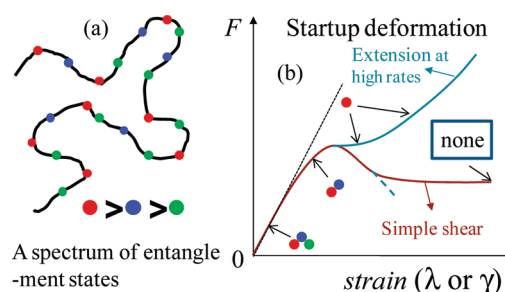 (a)
> >
A spectrum of entangle
-ment states
F
Startup deformation
Extension at
high rates
(b)
none
Simple shear
0
strain (λ or γ)